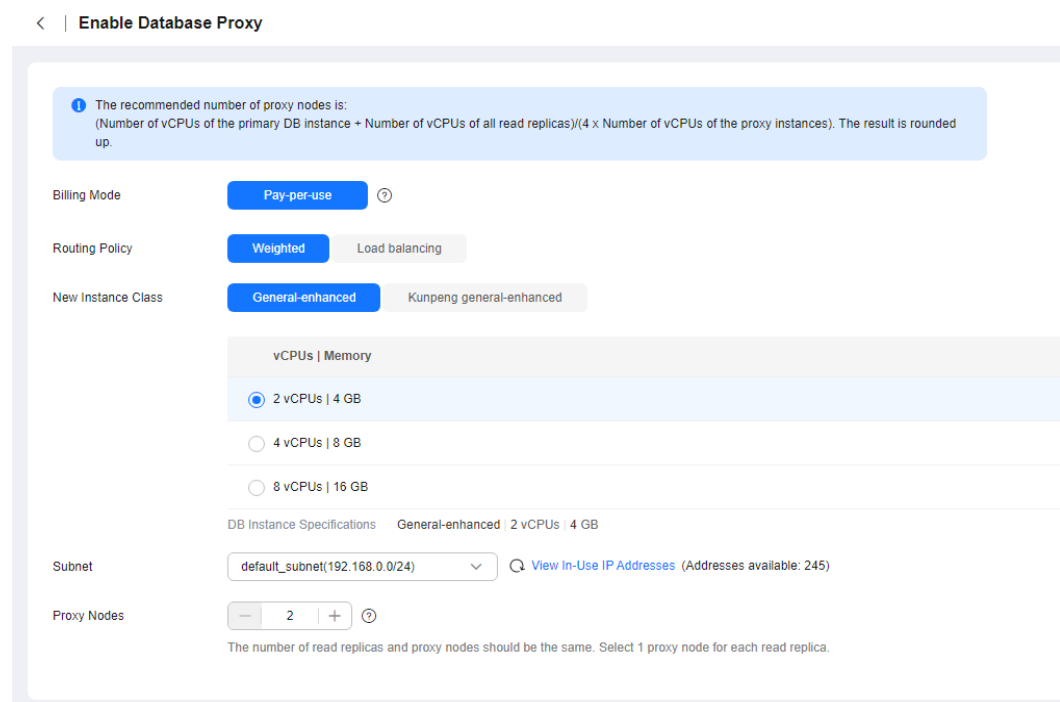 Enable Database Proxy
The recommended number of proxy nodes is:
(Number of vCPUs of the primary DB instance + Number of vCPUs of all read replicas)/(4 x Number of vCPUs of the proxy instances). The result is rounded
up.
Billing Mode Pay-per-use
Routing Policy Weighted Load balancing
New Instance Class General-enhanced Kunpeng general-enhanced
vCPUs | Memory
2 vCPUs | 4 GB
4 vCPUs | 8 GB
8 vCPUs | 16 GB
DB Instance Specifications General-enhanced | 2 vCPUs | 4 GB
Subnet default_subnet(192.168.0.0/24) View In-Use IP Addresses (Addresses available: 245)
Proxy Nodes — 2 +
The number of read replicas and proxy nodes should be the same. Select 1 proxy node for each read replica.